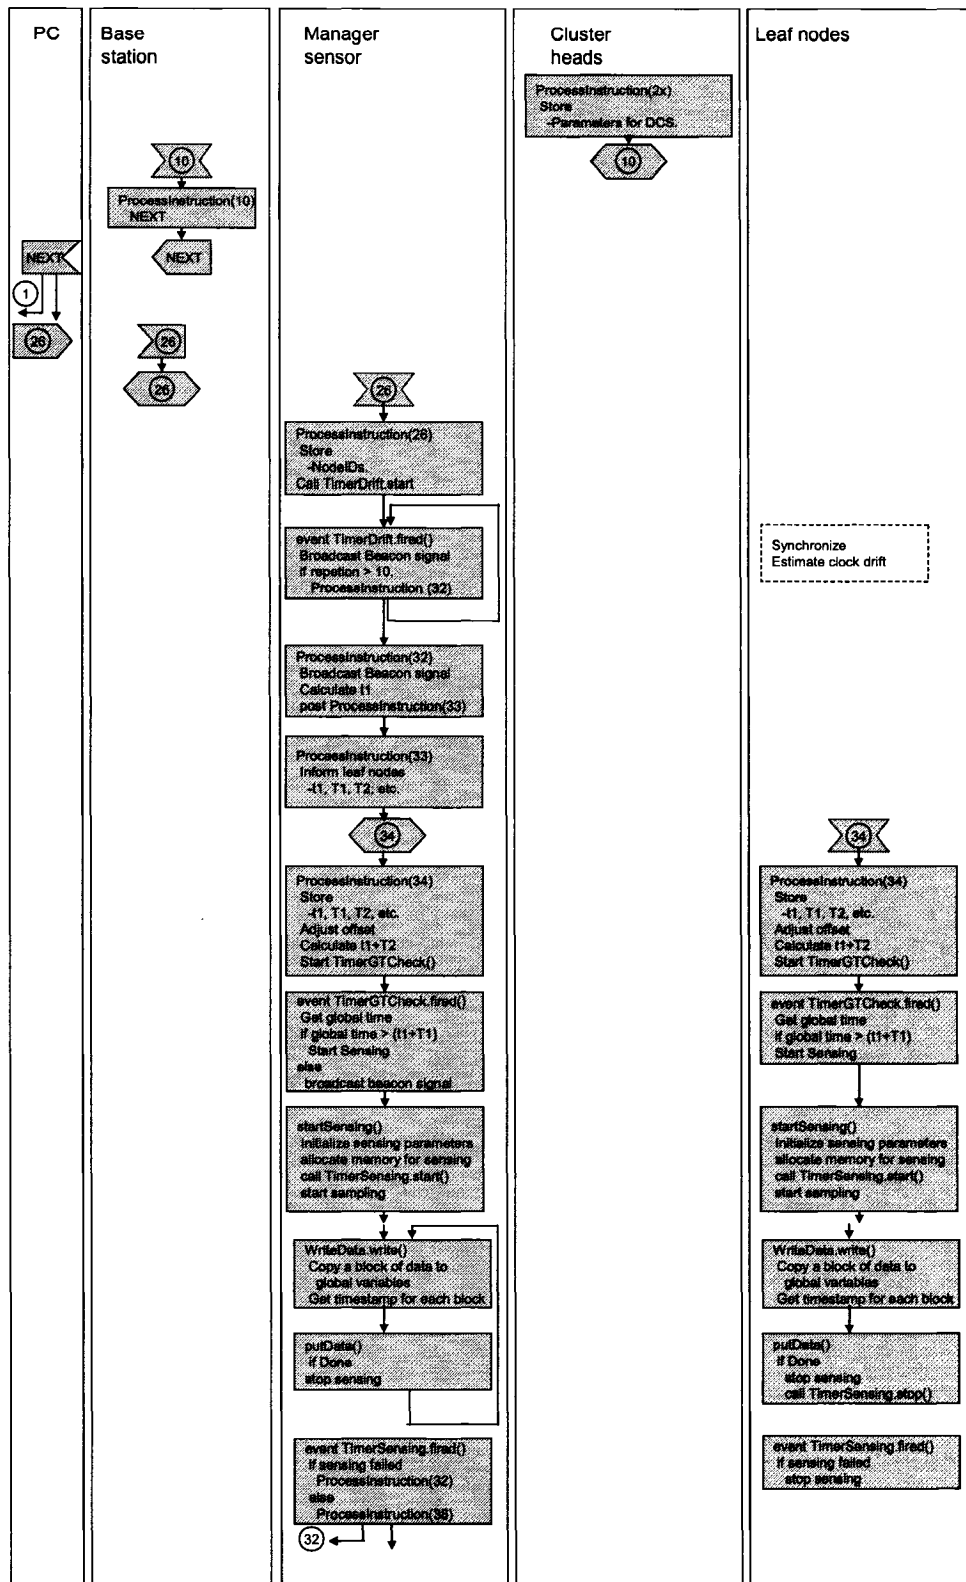 PC
Base
station
Manager
sensor
Cluster
heads
Leaf nodes
ProcessInstruction(2x)
Store
-Parameters for DCS.
10
10
ProcessInstruction(10)
NEXT
NEXT
NEXT
1
26
26
26
26
ProcessInstruction(26)
Store
-NodeIDs.
Call TimerDrift.start
event TimerDrift.fired()
Broadcast Beacon signal
if repetion > 10,
ProcessInstruction (32)
Synchronize
Estimate clock drift
ProcessInstruction(32)
Broadcast Beacon signal
Calculate t1
post ProcessInstruction(33)
ProcessInstruction(33)
Inform leaf nodes
-t1, T1, T2, etc.
34
ProcessInstruction(34)
Store
-t1, T1, T2, etc.
Adjust offset
Calculate t1+T2
Start TimerGTCheck()
event TimerGTCheck.fired()
Get global time
if global time > (t1+T1)
Start Sensing
else
broadcast beacon signal
startSensing()
Initialize sensing parameters
allocate memory for sensing
call TimerSensing.start()
start sampling
WriteData.write()
Copy a block of data to
global variables
Get timestamp for each block
putData()
if Done
stop sensing
event TimerSensing.fired()
if sensing failed
ProcessInstruction(32)
else
ProcessInstruction(36)
32
34
ProcessInstruction(34)
Store
-t1, T1, T2, etc.
Adjust offset
Calculate t1+T2
Start TimerGTCheck()
event TimerGTCheck.fired()
Get global time
if global time > (t1+T1)
Start Sensing
startSensing()
Initialize sensing parameters
allocate memory for sensing
call TimerSensing.start()
start sampling
WriteData.write()
Copy a block of data to
global variables
Get timestamp for each block
putData()
if Done
stop sensing
call TimerSensing.stop()
event TimerSensing.fired()
if sensing failed
stop sensing